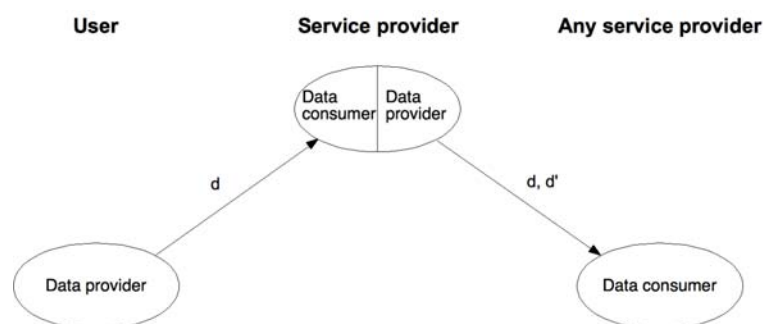 User
Service provider
Any service provider
Data
consumer
Data
provider
d
d, d'
Data provider
Data consumer